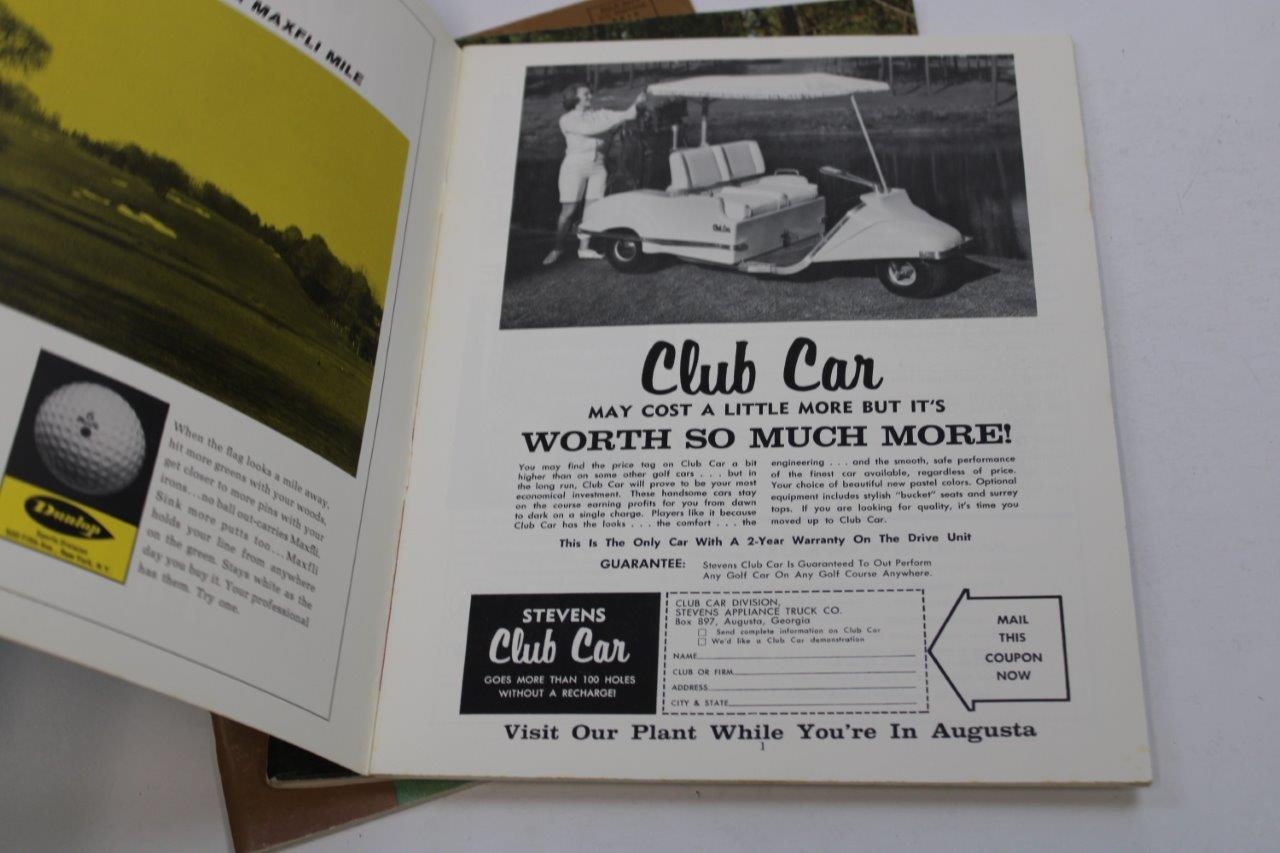 MAXFLI MILE
When the flag looks a mile away,
hit more greens with your woods,
get closer to more pins with your
irons...no ball out-carries Maxfli.
Sink more putts too...Maxfli
holds your line from anywhere
on the green. Stays white as the
day you buy it. Your professional
has them. Try one.
Dunlop
Sports Division
500 Fifth Ave., New York, N.Y.
Club Car
Club Car
MAY COST A LITTLE MORE BUT IT'S
WORTH SO MUCH MORE!
You may find the price tag on Club Car a bit
higher than on some other golf cars . . . but in
the long run, Club Car will prove to be your most
economical investment. These handsome cars stay
on the course earning profits for you from dawn
to dark on a single charge. Players like it because
Club Car has the looks . . . the comfort . . . the
engineering . . . and the smooth, safe performance
of the finest car available, regardless of price.
Your choice of beautiful new pastel colors. Optional
equipment includes stylish "bucket" seats and surrey
tops. If you are looking for quality, it's time you
moved up to Club Car.
This Is The Only Car With A 2-Year Warranty On The Drive Unit
GUARANTEE: Stevens Club Car Is Guaranteed To Out Perform
Any Golf Car On Any Golf Course Anywhere.
STEVENS
Club Car
GOES MORE THAN 100 HOLES
WITHOUT A RECHARGE!
CLUB CAR DIVISION,
STEVENS APPLIANCE TRUCK CO.
Box 897, Augusta, Georgia
Send complete information on Club Car
We'd like a Club Car demonstration
NAME
CLUB OR FIRM
ADDRESS
CITY & STATE
MAIL
THIS
COUPON
NOW
Visit Our Plant While You're In Augusta
1